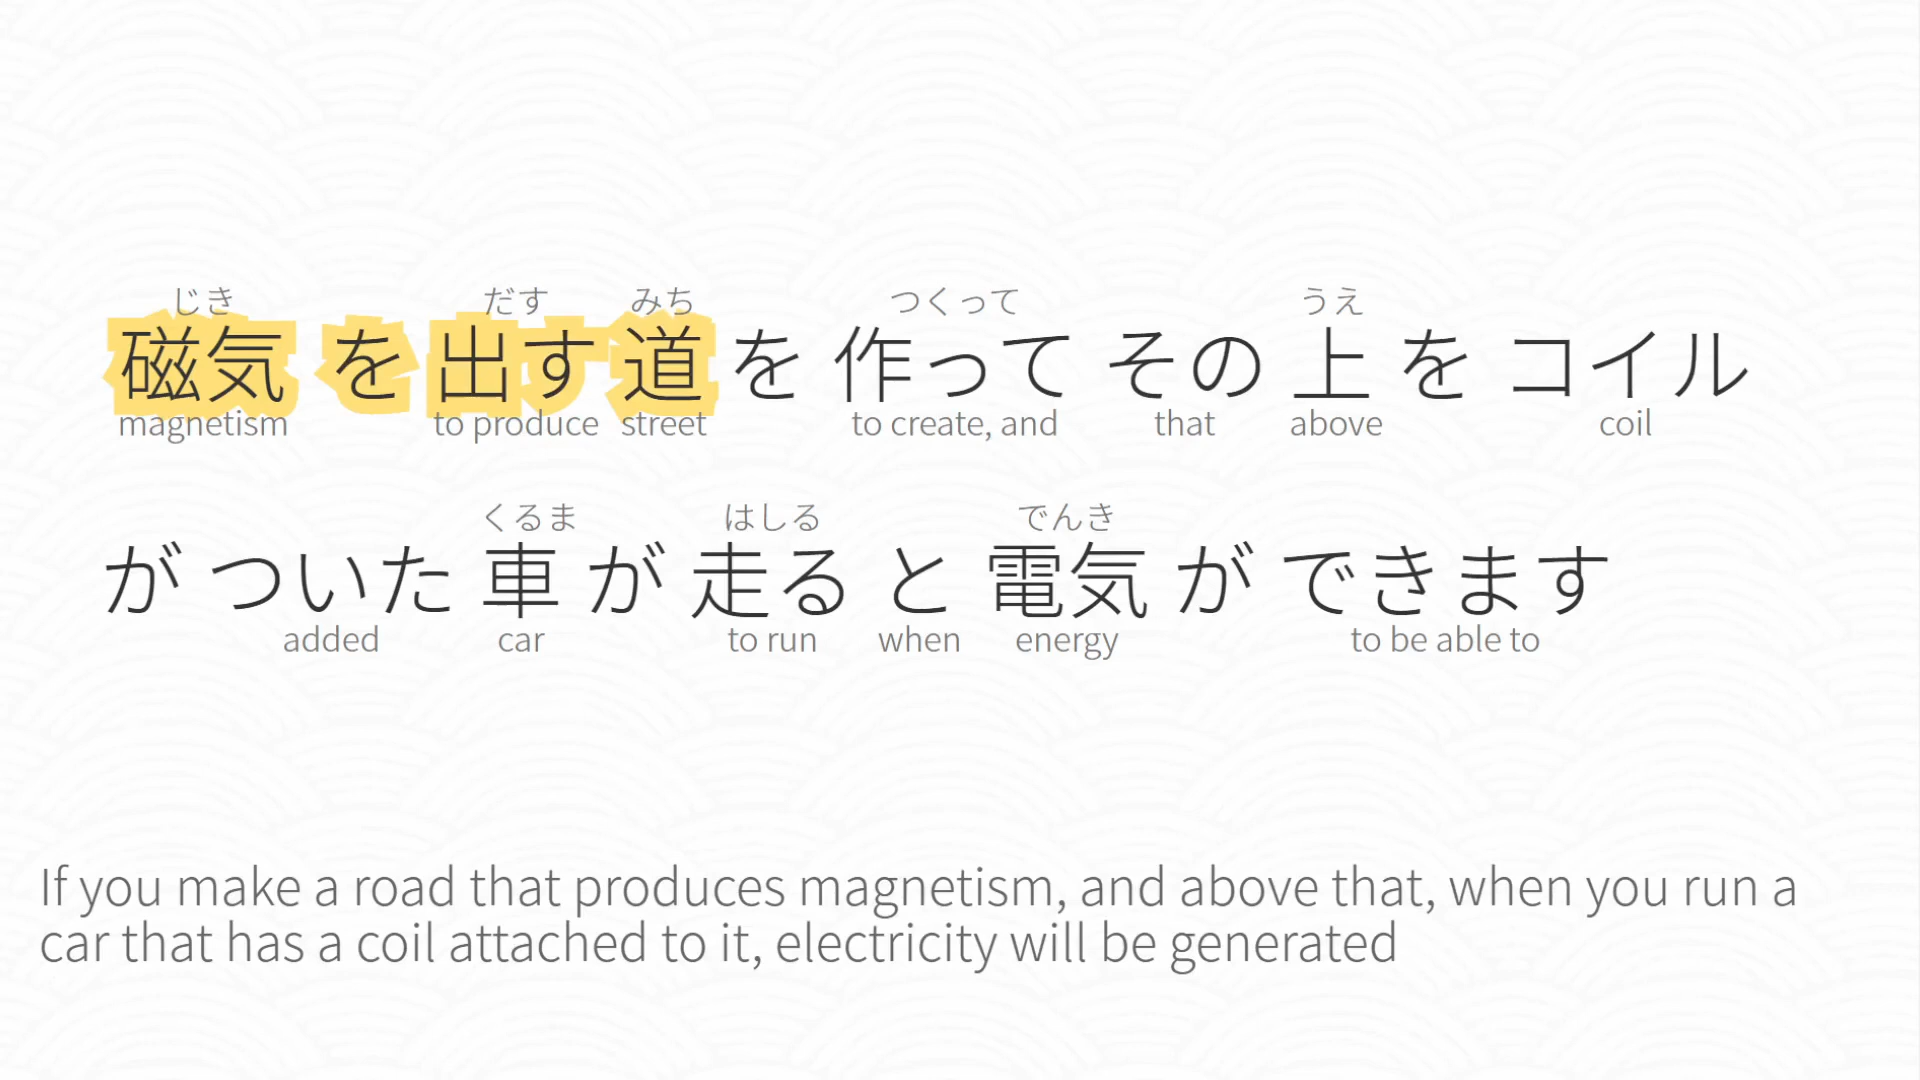 じき だす みち つくって うえ
磁気 を 出す 道 を 作って その 上 を コイル
magnetism to produce street to create, and that above coil
くるま はしる でんき
が ついた 車 が 走る と 電気 が できます
added car to run when energy to be able to
If you make a road that produces magnetism, and above that, when you run a
car that has a coil attached to it, electricity will be generated